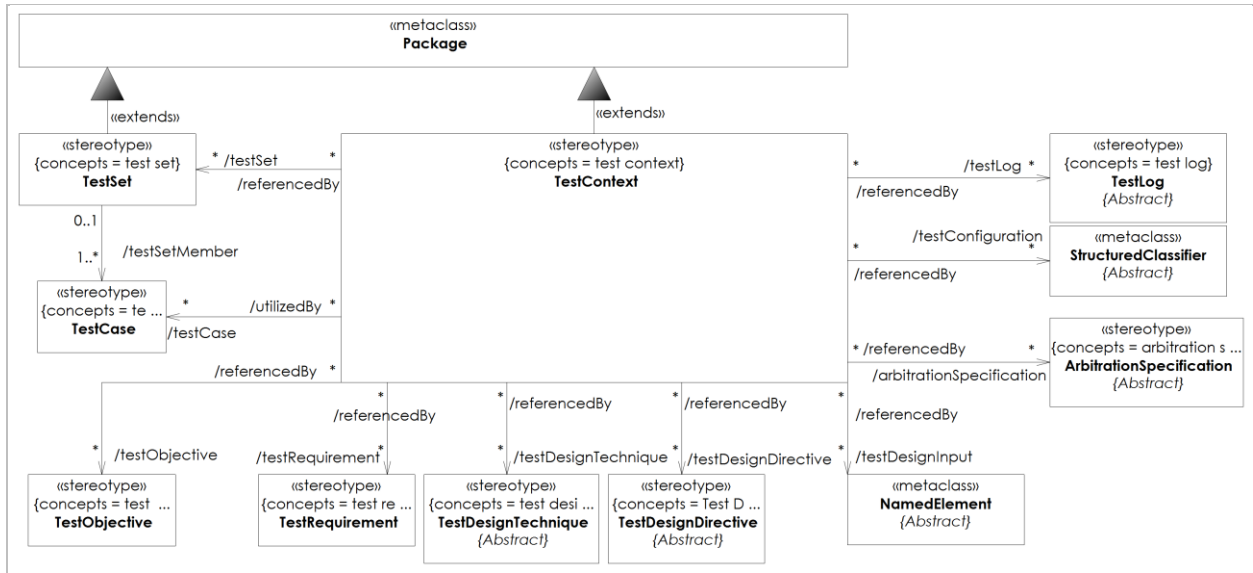 «metaclass»
Package
«extends»
«extends»
«stereotype»
{concepts = test set}
TestSet
* /testSet *
/referencedBy
«stereotype»
{concepts = test context}
TestContext
«stereotype»
{concepts = test log}
TestLog
{Abstract}
* /testLog *
/referencedBy
0..1
1..* /testSetMember
/testConfiguration
* *
/referencedBy
«metaclass»
StructuredClassifier
{Abstract}
«stereotype»
{concepts = te ...
TestCase
* /utilizedBy *
/testCase
* /referencedBy *
/arbitrationSpecification
«stereotype»
{concepts = arbitration s ...
ArbitrationSpecification
{Abstract}
/referencedBy *
*
/referencedBy
*
/referencedBy
*
/referencedBy
*
/referencedBy
* /testObjective
/testRequirement *
* /testDesignTechnique
* /testDesignDirective
* /testDesignInput
«stereotype»
{concepts = test ...
TestObjective
«stereotype»
{concepts = test re ...
TestRequirement
«stereotype»
{concepts = test desi ...
TestDesignTechnique
{Abstract}
«stereotype»
{concepts = Test D ...
TestDesignDirective
{Abstract}
«metaclass»
NamedElement
{Abstract}